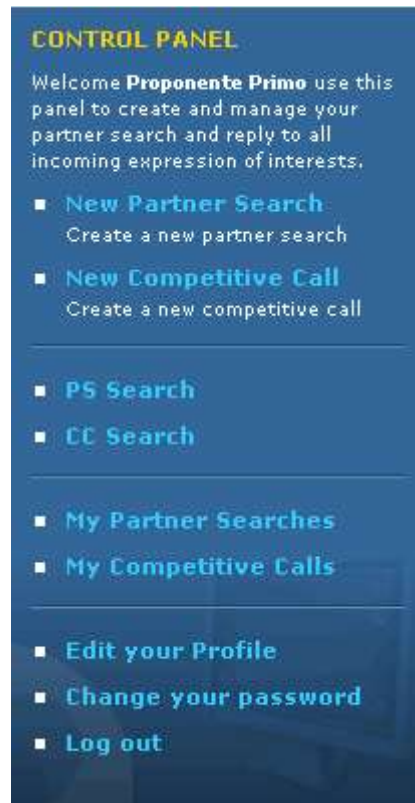 CONTROL PANEL
Welcome Proponente Primo use this
panel to create and manage your
partner search and reply to all
incoming expression of interests.
New Partner Search
Create a new partner search
New Competitive Call
Create a new competitive call
PS Search
CC Search
My Partner Searches
My Competitive Calls
Edit your Profile
Change your password
Log out